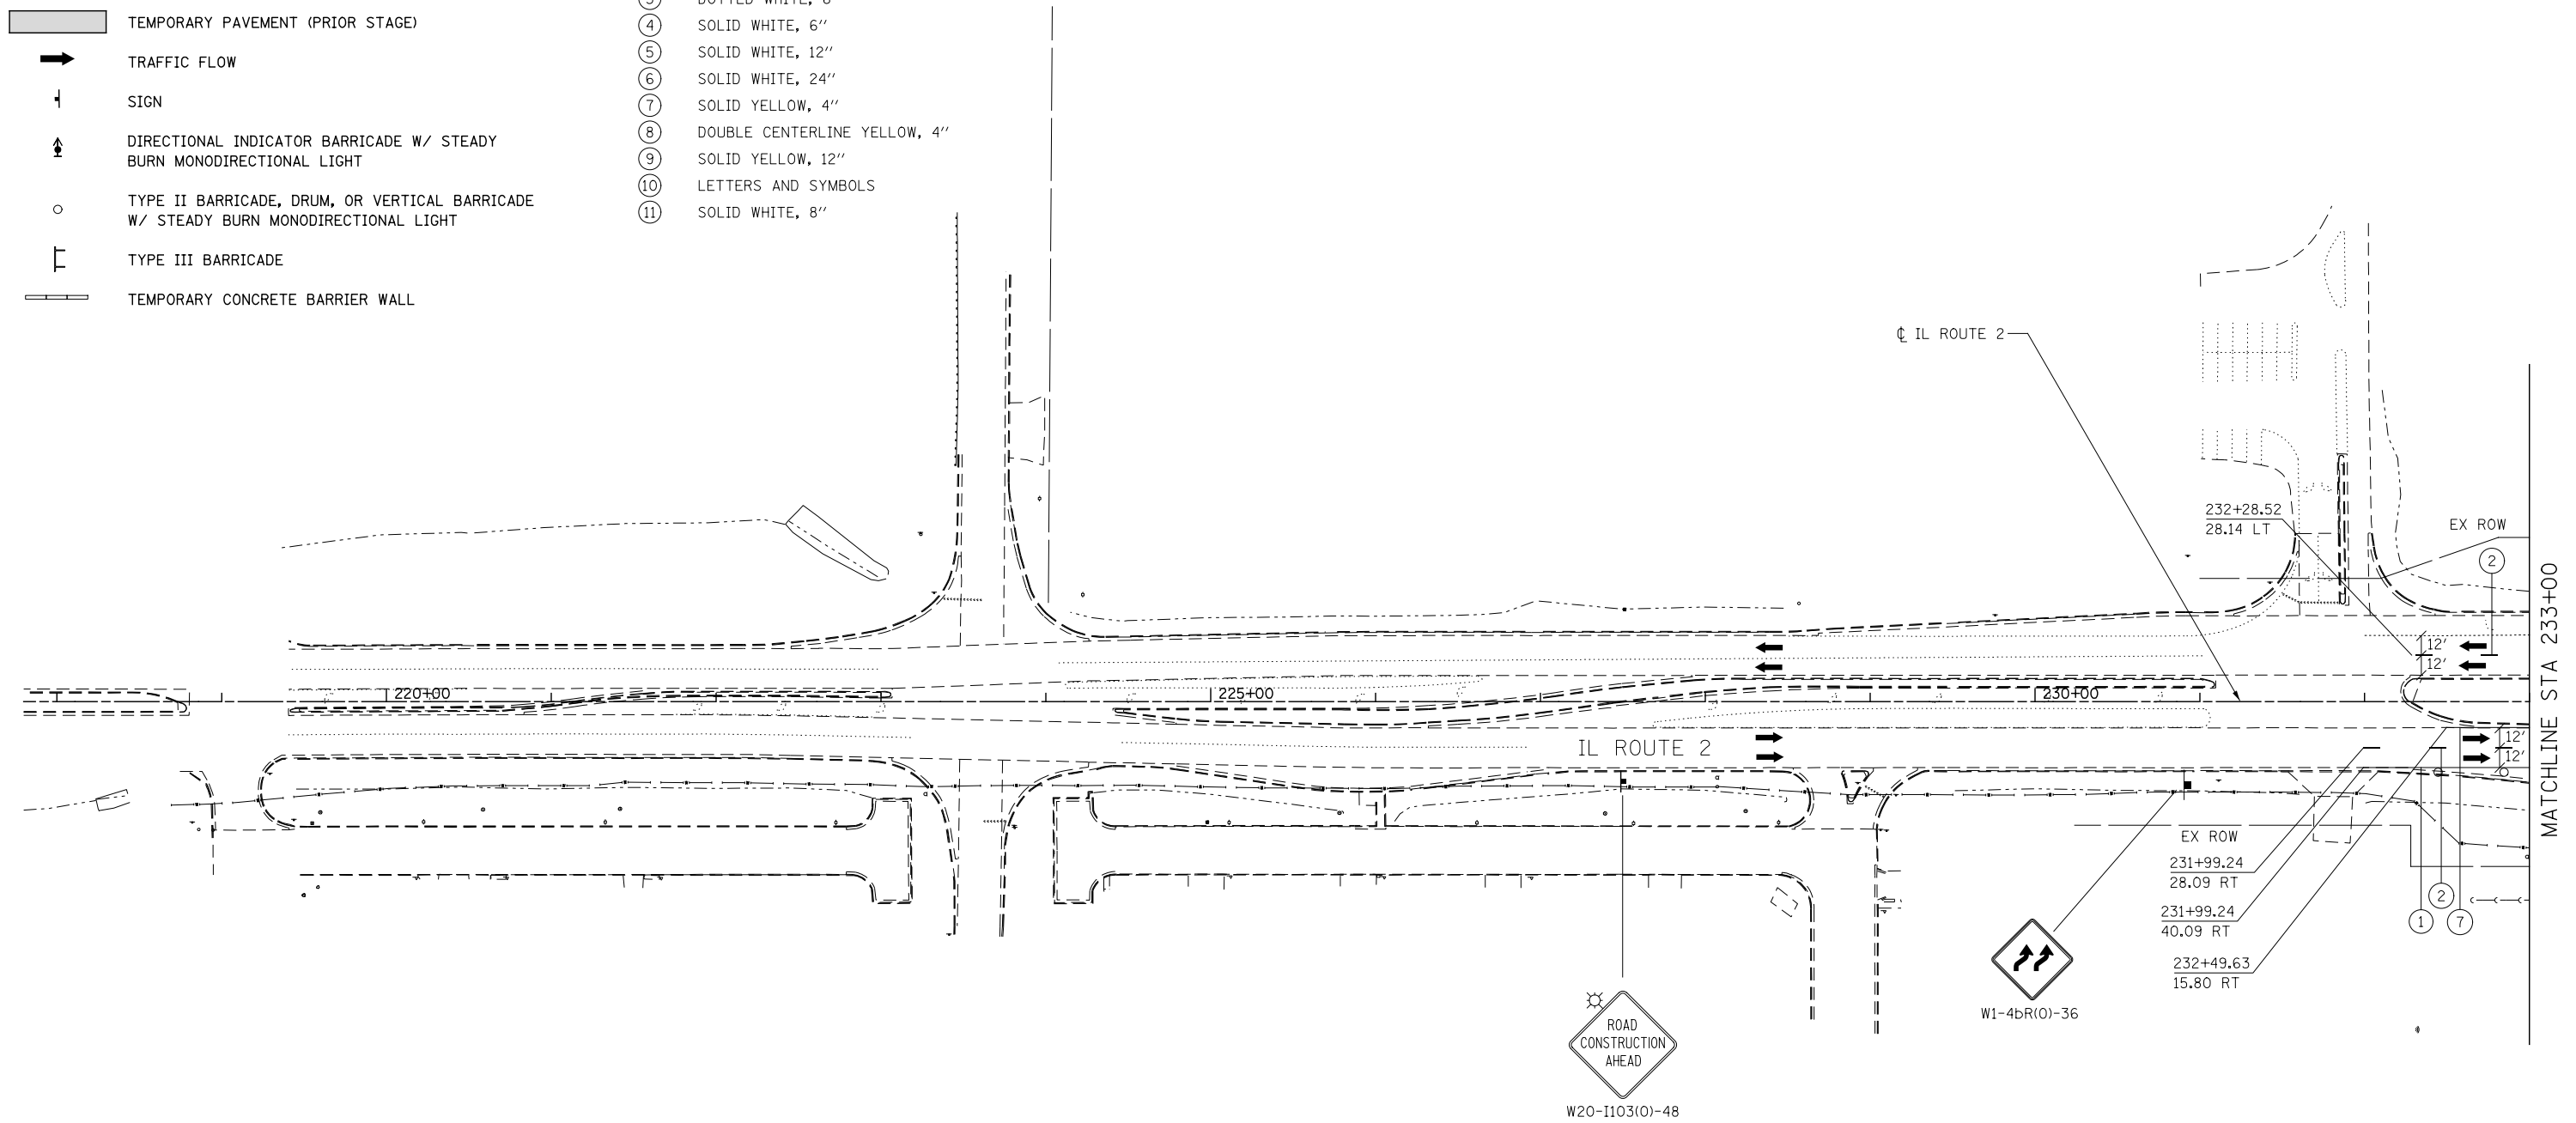 TEMPORARY PAVEMENT (PRIOR STAGE)
TRAFFIC FLOW
SIGN
DIRECTIONAL INDICATOR BARRICADE W/ STEADY
BURN MONODIRECTIONAL LIGHT
TYPE II BARRICADE, DRUM, OR VERTICAL BARRICADE
W/ STEADY BURN MONODIRECTIONAL LIGHT
TYPE III BARRICADE
TEMPORARY CONCRETE BARRIER WALL
4 SOLID WHITE, 6"
5 SOLID WHITE, 12"
6 SOLID WHITE, 24"
7 SOLID YELLOW, 4"
8 DOUBLE CENTERLINE YELLOW, 4"
9 SOLID YELLOW, 12"
10 LETTERS AND SYMBOLS
11 SOLID WHITE, 8"
℄ IL ROUTE 2
232+28.52
28.14 LT
EX ROW
2
12'
12'
220+00
225+00
230+00
IL ROUTE 2
12'
12'
MATCHLINE STA 233+00
EX ROW
231+99.24
28.09 RT
231+99.24
40.09 RT
232+49.63
15.80 RT
1
2
7
W1-4bR(O)-36
ROAD
CONSTRUCTION
AHEAD
W20-I103(O)-48